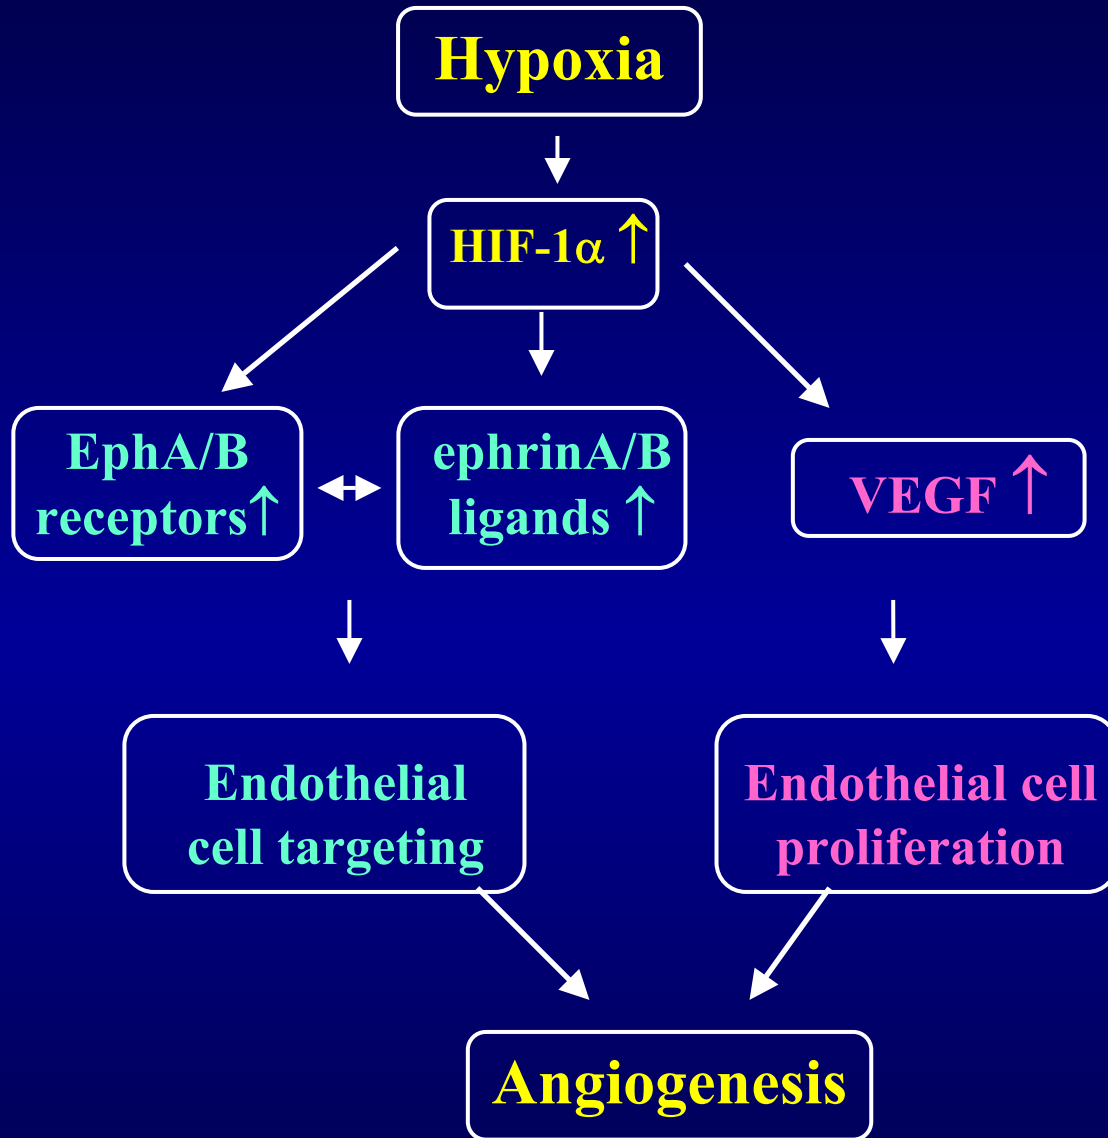 Hypoxia
HIF-1α ↑
EphA/B
receptors↑
ephrinA/B
ligands ↑
VEGF ↑
Endothelial
cell targeting
Endothelial cell
proliferation
Angiogenesis